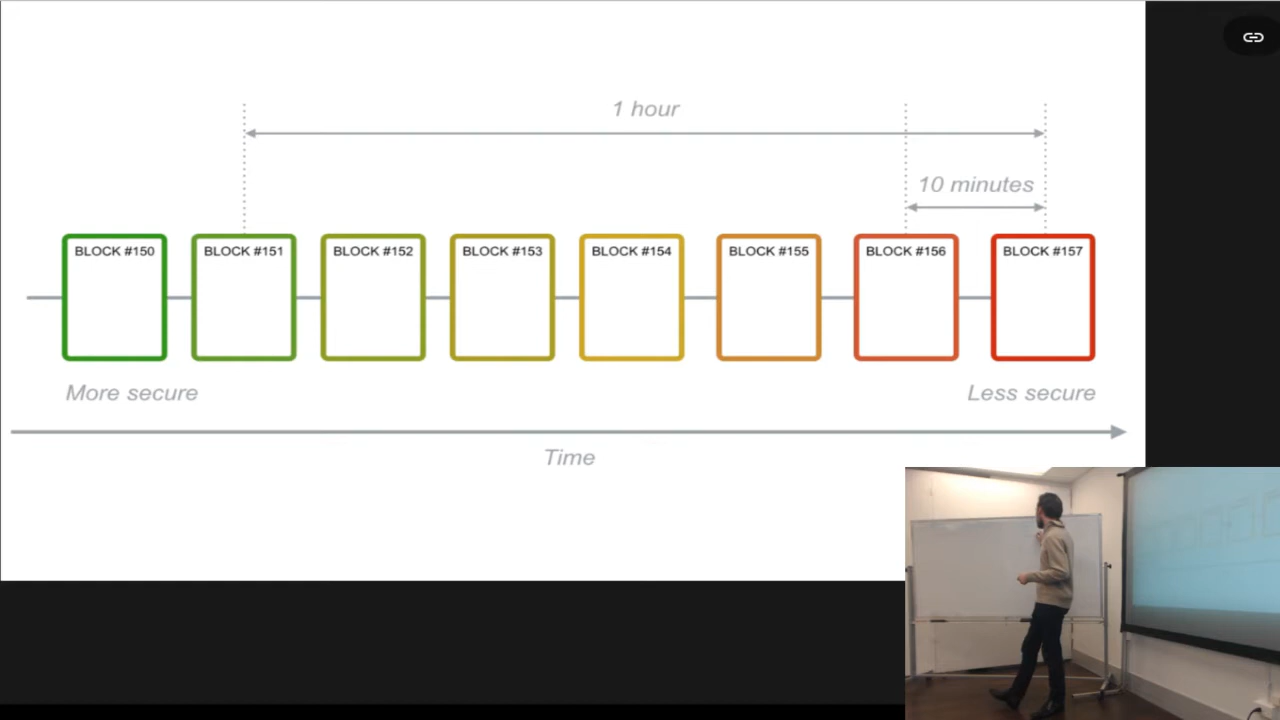 1 hour
10 minutes
BLOCK #150 BLOCK #151 BLOCK #152 BLOCK #153 BLOCK #154 BLOCK #155 BLOCK #156 BLOCK #157
More secure Less secure
Time